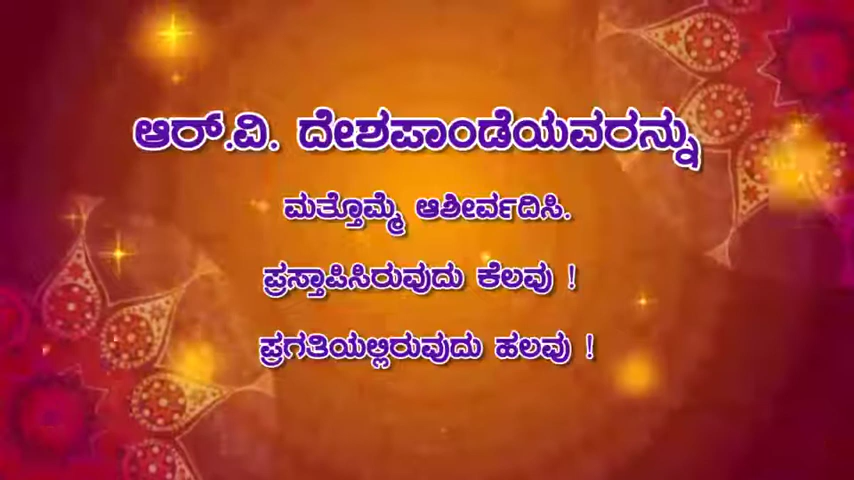 ಆರ್.ವಿ. ದೇಶಪಾಂಡೆಯವರನ್ನು
ಮತ್ತೊಮ್ಮೆ ಆಶೀರ್ವದಿಸಿ.
ಪ್ರಸ್ತಾಪಿಸಿರುವುದು ಕೆಲವು !
ಪ್ರಗತಿಯಲ್ಲಿರುವುದು ಹಲವು !